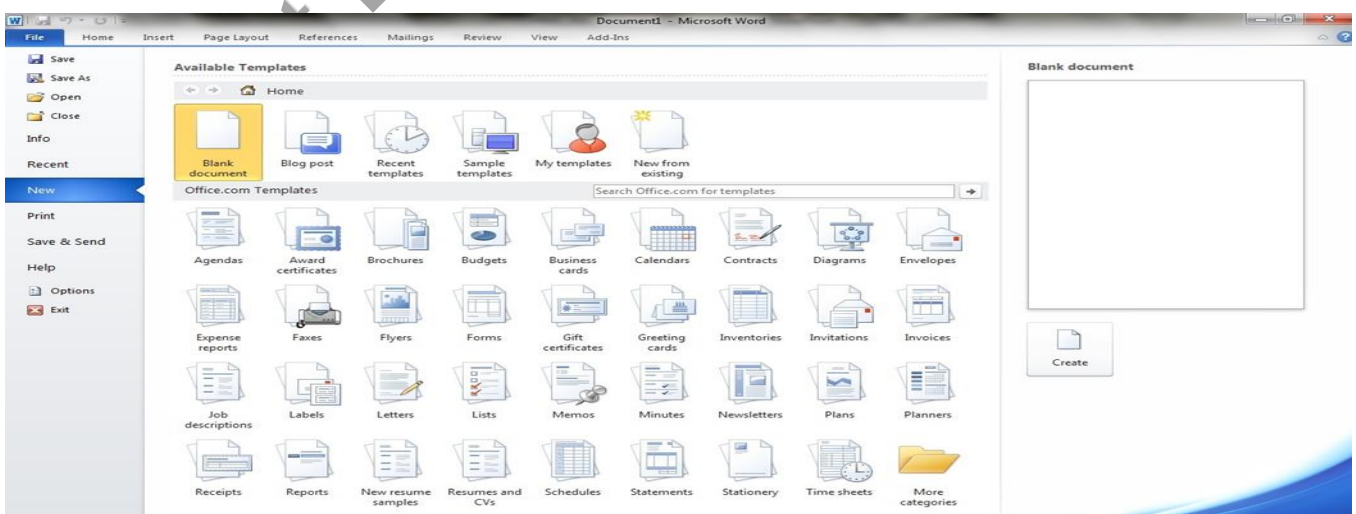 Document1 - Microsoft Word
File Home Insert Page Layout References Mailings Review View Add-Ins
Save
Save As
Open
Close
Info
Recent
New
Print
Save & Send
Help
Options
Exit
Available Templates
Home
Blank document
Blog post
Recent templates
Sample templates
My templates
New from existing
Office.com Templates
Search Office.com for templates
Agendas
Award certificates
Brochures
Budgets
Business cards
Calendars
Contracts
Diagrams
Envelopes
Expense reports
Faxes
Flyers
Forms
Gift certificates
Greeting cards
Inventories
Invitations
Invoices
Job descriptions
Labels
Letters
Lists
Memos
Minutes
Newsletters
Plans
Planners
Receipts
Reports
New resume samples
Resumes and CVs
Schedules
Statements
Stationery
Time sheets
More categories
Blank document
Create